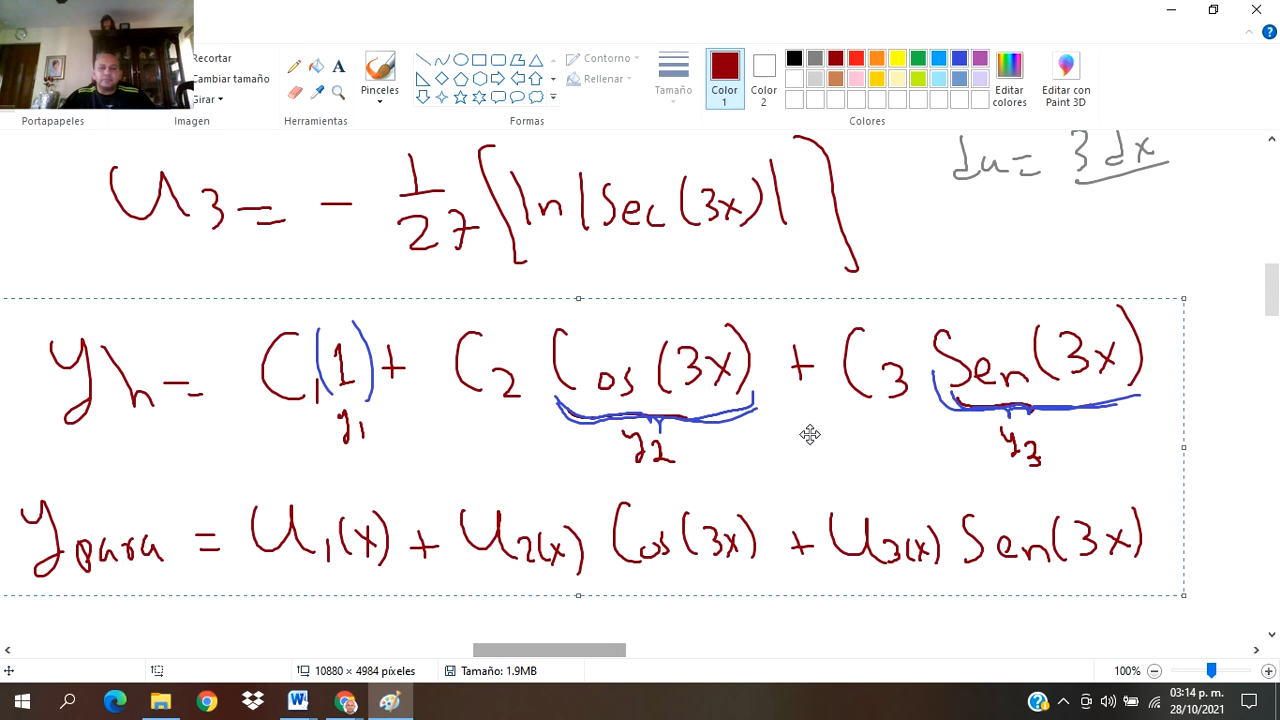 Recortar
Cambiar tamaño
Girar
Portapapeles
Imagen
Herramientas
Pinceles
Formas
Contorno
Rellenar
Tamaño
Color 1
Color 2
Editar colores
Editar con Paint 3D
Colores
du = 3 dx
U3 = - 1/27 [ln|Sec(3x)|]
yh = C1(1) + C2 Cos(3x) + C3 Sen(3x)
y1 y2 y3
ypara = U1(x) + U2(x) Cos(3x) + U3(x) Sen(3x)
10880 × 4984 píxeles
Tamaño: 1.9MB
100%
03:14 p. m.
28/10/2021